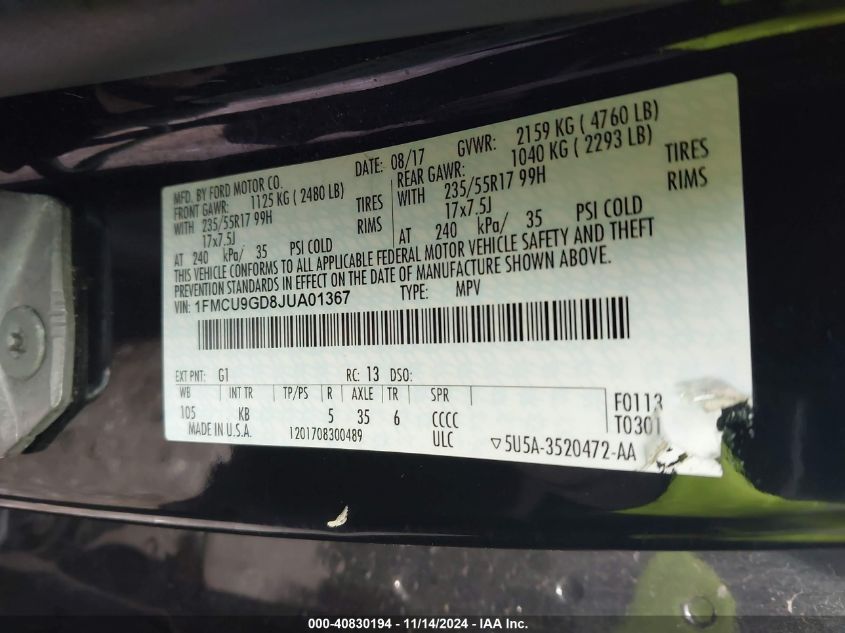 MFD. BY FORD MOTOR CO. DATE: 08/17 GVWR: 2159 KG ( 4760 LB)
FRONT GAWR: 1125 KG ( 2480 LB) REAR GAWR: 1040 KG ( 2293 LB)
WITH 235/55R17 99H TIRES WITH 235/55R17 99H TIRES
17x7.5J RIMS 17x7.5J RIMS
AT 240 kPa/ 35 PSI COLD AT 240 kPa/ 35 PSI COLD
THIS VEHICLE CONFORMS TO ALL APPLICABLE FEDERAL MOTOR VEHICLE SAFETY AND THEFT
PREVENTION STANDARDS IN EFFECT ON THE DATE OF MANUFACTURE SHOWN ABOVE.
VIN: 1FMCU9GD8JUA01367 TYPE: MPV
EXT PNT: G1 RC: 13 DSO:
WB INT TR TP/PS R AXLE TR SPR
105 KB 5 35 6 CCCC F0113
MADE IN U.S.A. 1201708300489 ULC T0301
▽5U5A-3520472-AA
000-40830194 - 11/14/2024 - IAA Inc.